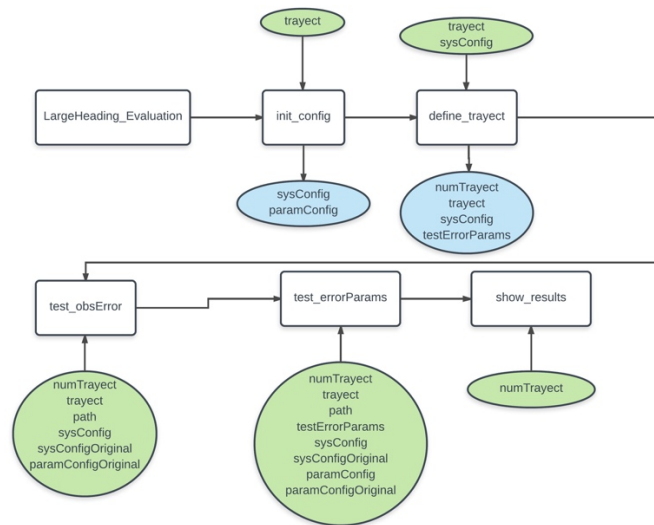 trayect
trayect
sysConfig
LargeHeading_Evaluation
init_config
define_trayect
sysConfig
paramConfig
numTrayect
trayect
sysConfig
testErrorParams
test_obsError
test_errorParams
show_results
numTrayect
trayect
path
sysConfig
sysConfigOriginal
paramConfigOriginal
numTrayect
trayect
path
testErrorParams
sysConfig
sysConfigOriginal
paramConfig
paramConfigOriginal
numTrayect